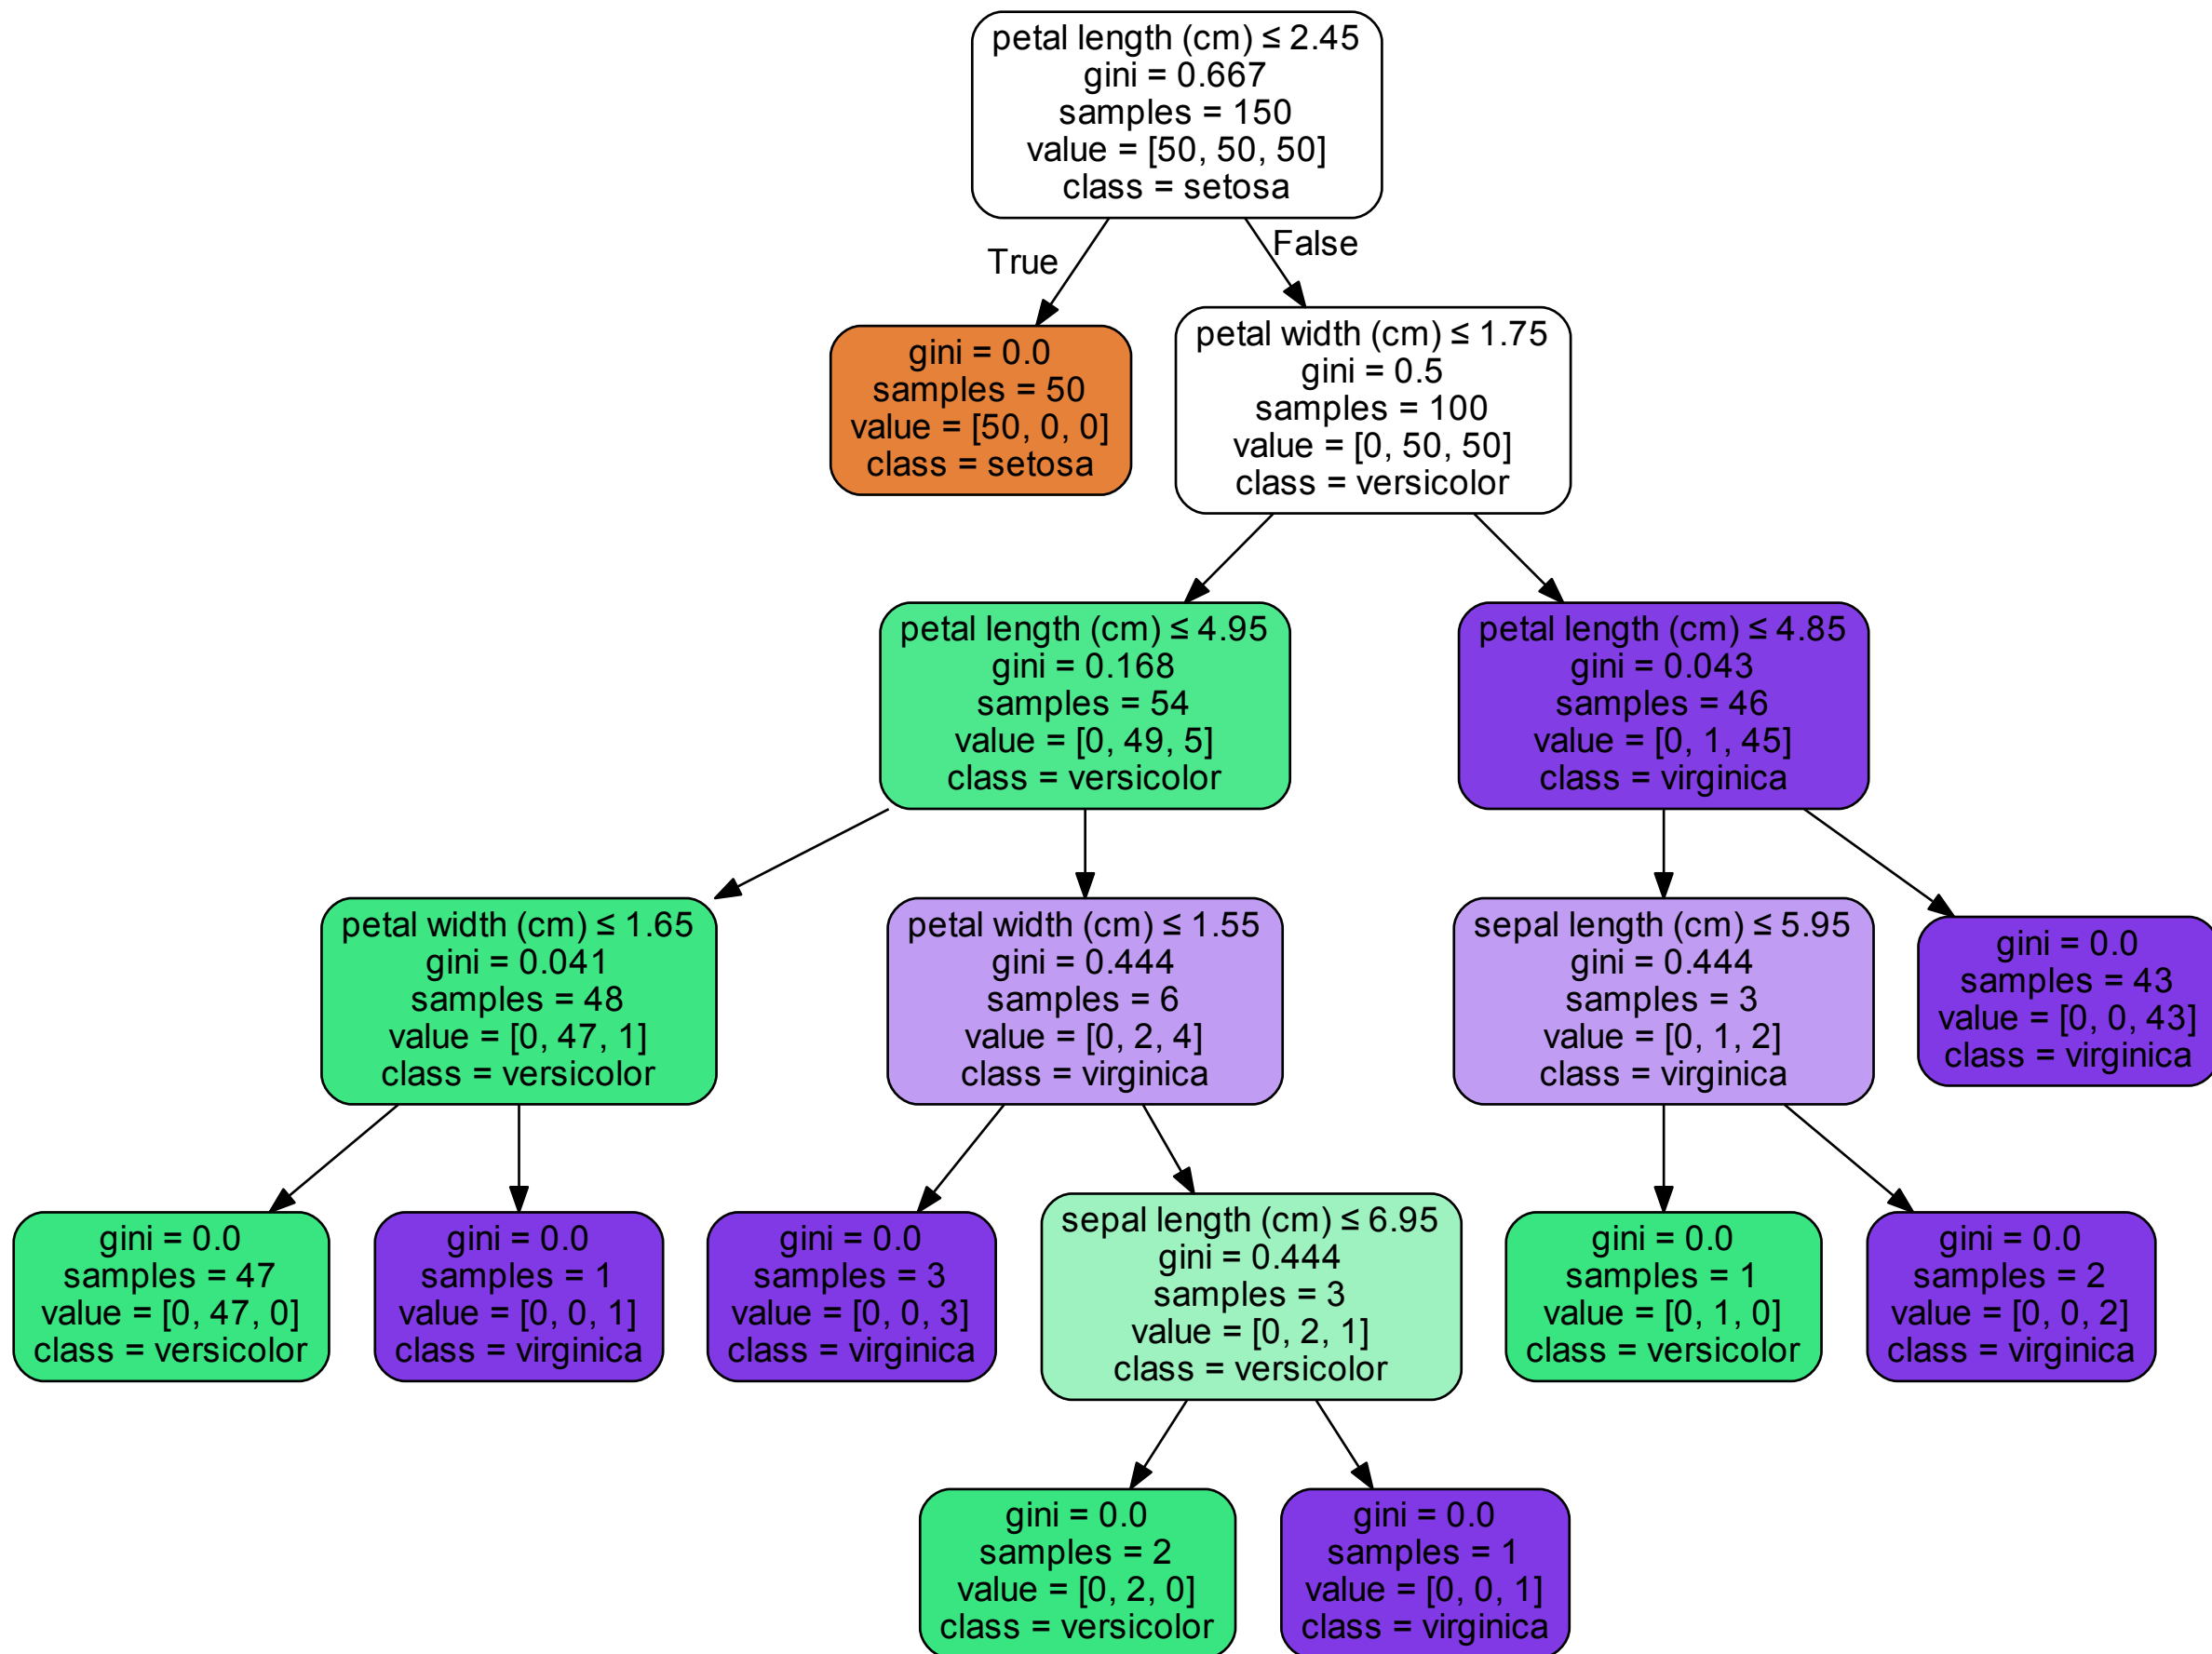 petal length (cm) ≤ 2.45
gini = 0.667
samples = 150
value = [50, 50, 50]
class = setosa
True
False
gini = 0.0
samples = 50
value = [50, 0, 0]
class = setosa
petal width (cm) ≤ 1.75
gini = 0.5
samples = 100
value = [0, 50, 50]
class = versicolor
petal length (cm) ≤ 4.95
gini = 0.168
samples = 54
value = [0, 49, 5]
class = versicolor
petal length (cm) ≤ 4.85
gini = 0.043
samples = 46
value = [0, 1, 45]
class = virginica
petal width (cm) ≤ 1.65
gini = 0.041
samples = 48
value = [0, 47, 1]
class = versicolor
petal width (cm) ≤ 1.55
gini = 0.444
samples = 6
value = [0, 2, 4]
class = virginica
sepal length (cm) ≤ 5.95
gini = 0.444
samples = 3
value = [0, 1, 2]
class = virginica
gini = 0.0
samples = 43
value = [0, 0, 43]
class = virginica
gini = 0.0
samples = 47
value = [0, 47, 0]
class = versicolor
gini = 0.0
samples = 1
value = [0, 0, 1]
class = virginica
gini = 0.0
samples = 3
value = [0, 0, 3]
class = virginica
sepal length (cm) ≤ 6.95
gini = 0.444
samples = 3
value = [0, 2, 1]
class = versicolor
gini = 0.0
samples = 1
value = [0, 1, 0]
class = versicolor
gini = 0.0
samples = 2
value = [0, 0, 2]
class = virginica
gini = 0.0
samples = 2
value = [0, 2, 0]
class = versicolor
gini = 0.0
samples = 1
value = [0, 0, 1]
class = virginica